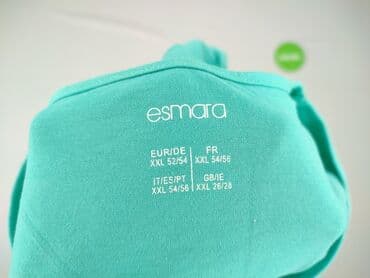 esmara
EUR/DE FR
XXL 52/54 XXL 54/56
IT/ES/PT GB/IE
XXL 54/56 XXL 26/28